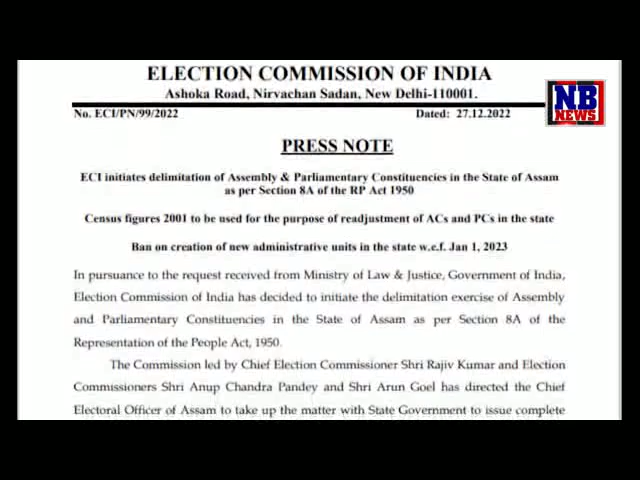 ELECTION COMMISSION OF INDIA
Ashoka Road, Nirvachan Sadan, New Delhi-110001.
No. ECI/PN/99/2022 Dated: 27.12.2022
NB
NEWS
PRESS NOTE
ECI initiates delimitation of Assembly & Parliamentary Constituencies in the State of Assam
as per Section 8A of the RP Act 1950
Census figures 2001 to be used for the purpose of readjustment of ACs and PCs in the state
Ban on creation of new administrative units in the state w.e.f. Jan 1, 2023
In pursuance to the request received from Ministry of Law & Justice, Government of India,
Election Commission of India has decided to initiate the delimitation exercise of Assembly
and Parliamentary Constituencies in the State of Assam as per Section 8A of the
Representation of the People Act, 1950.
The Commission led by Chief Election Commissioner Shri Rajiv Kumar and Election
Commissioners Shri Anup Chandra Pandey and Shri Arun Goel has directed the Chief
Electoral Officer of Assam to take up the matter with State Government to issue complete